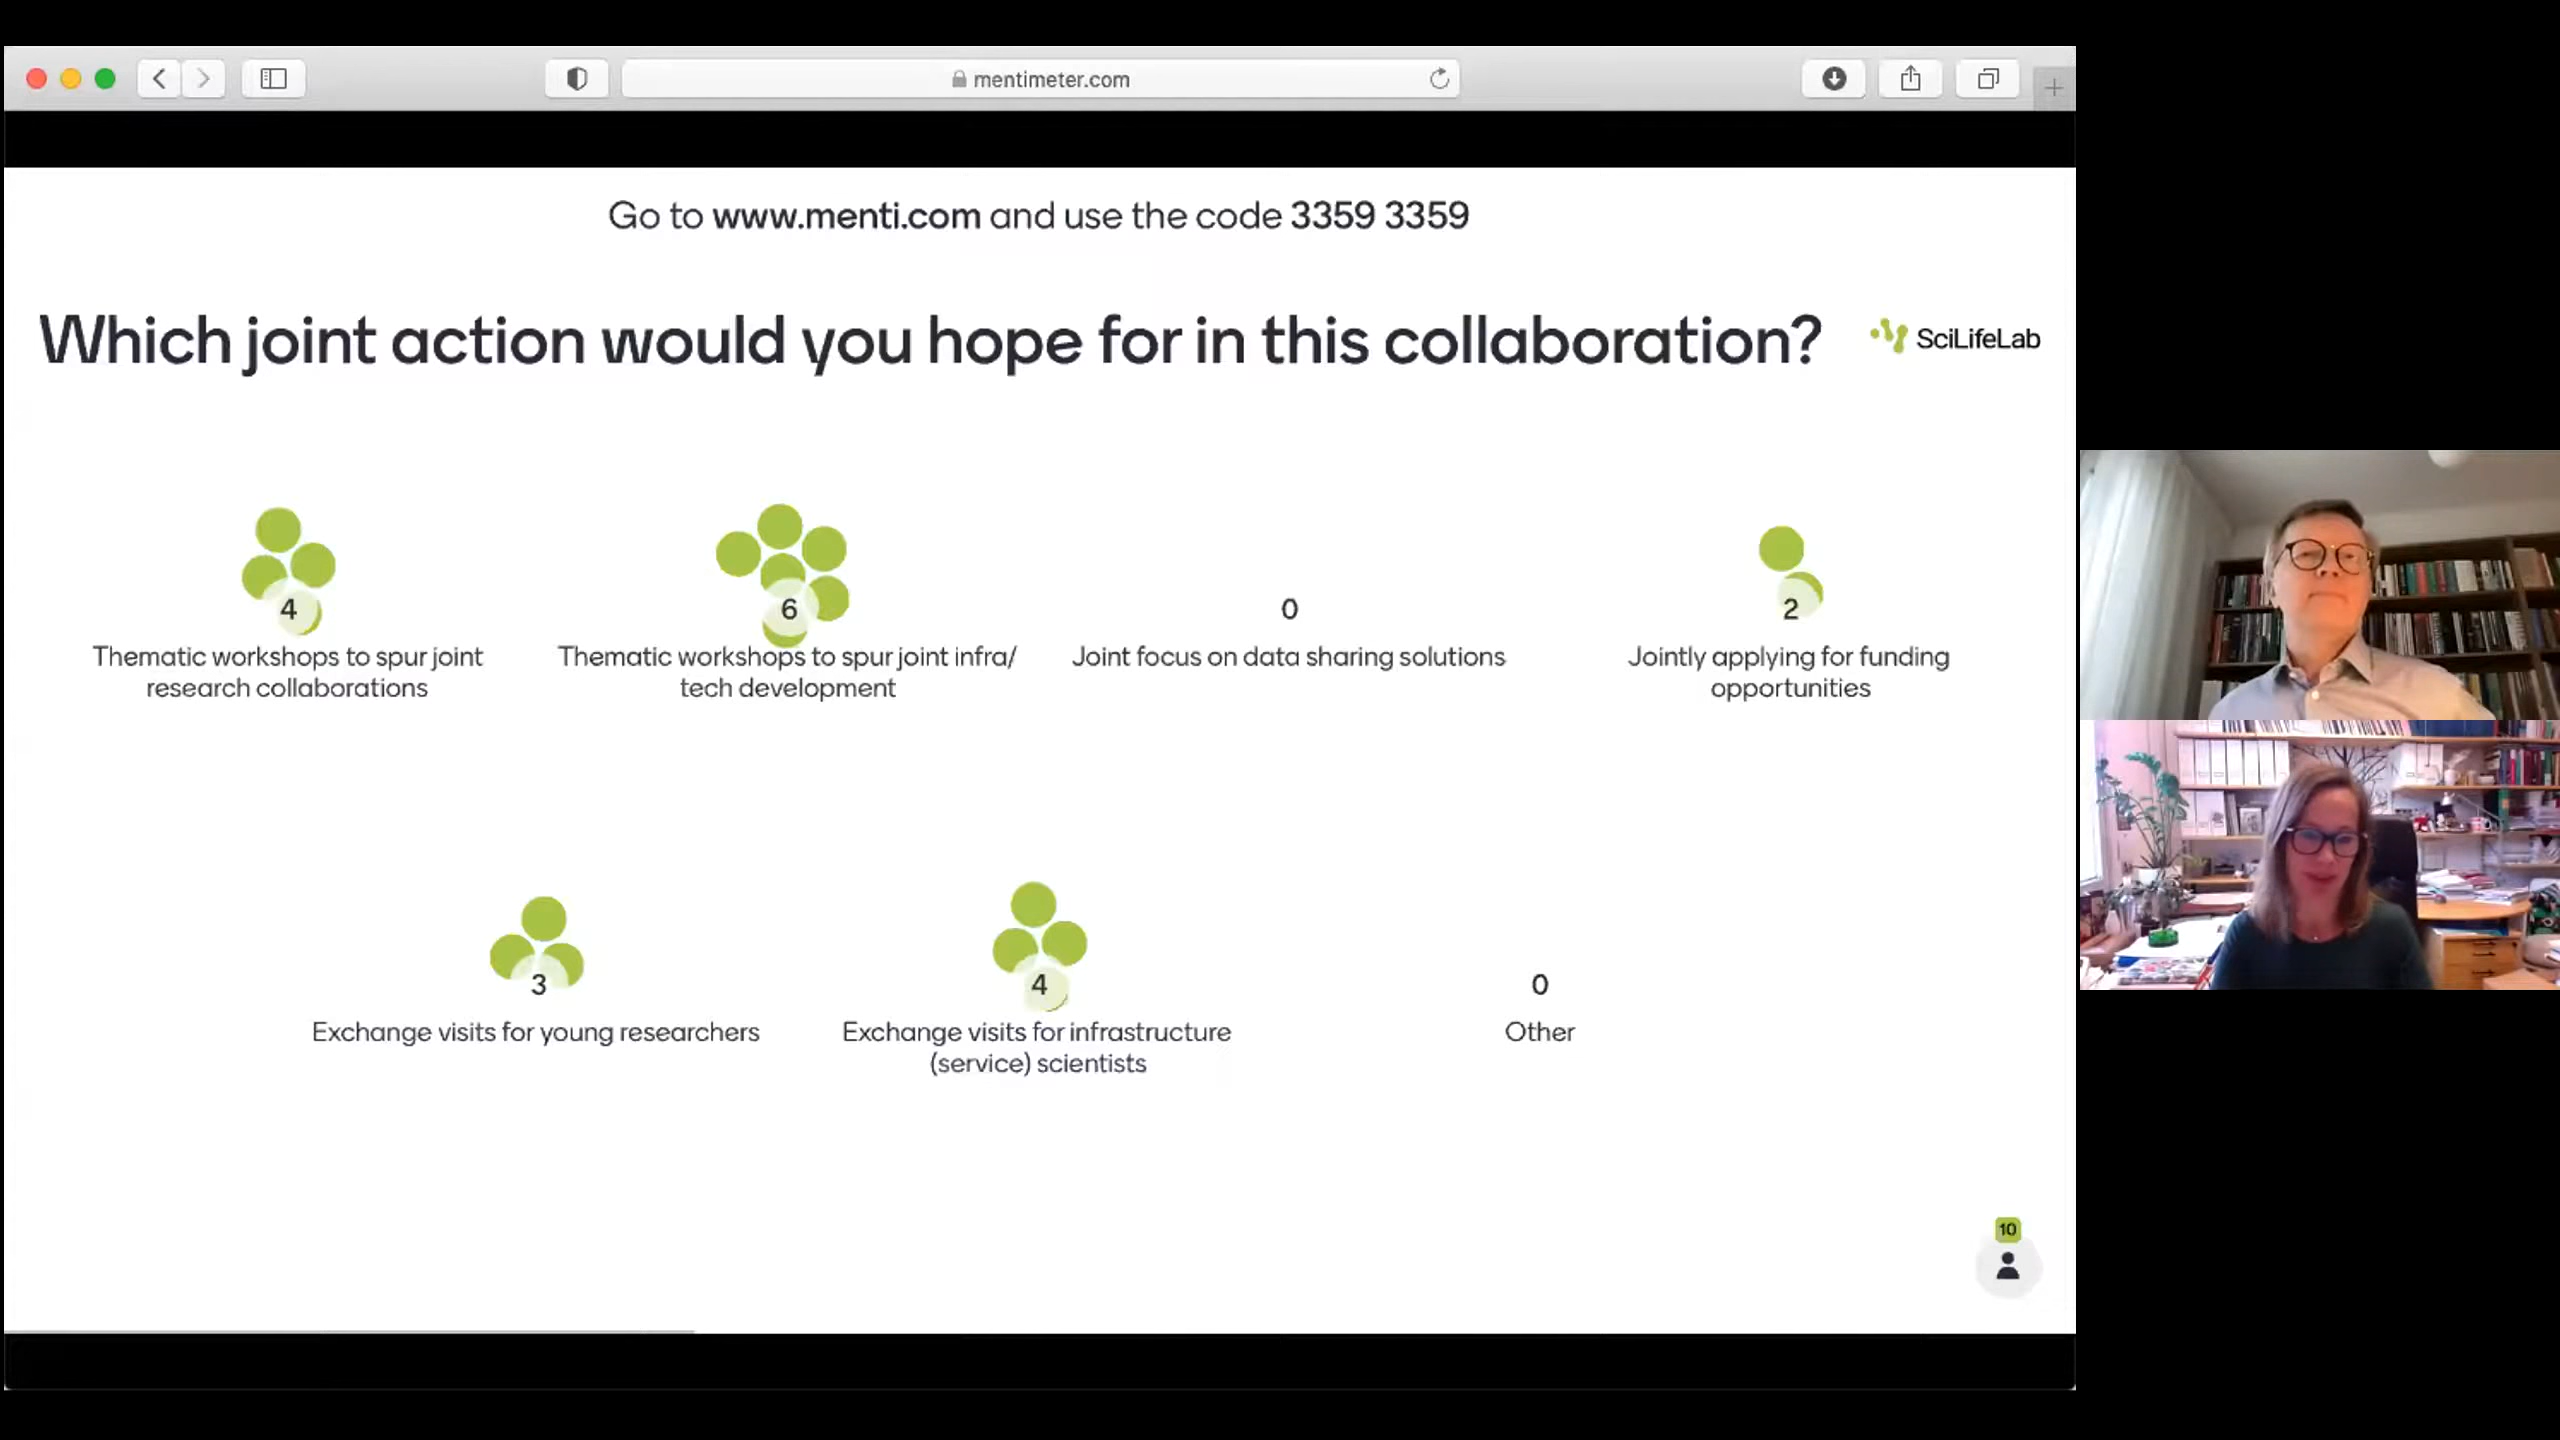 mentimeter.com
Go to www.menti.com and use the code 3359 3359
Which joint action would you hope for in this collaboration?
SciLifeLab
4
Thematic workshops to spur joint
research collaborations
6
Thematic workshops to spur joint infra/
tech development
0
Joint focus on data sharing solutions
2
Jointly applying for funding
opportunities
3
Exchange visits for young researchers
4
Exchange visits for infrastructure
(service) scientists
0
Other
10